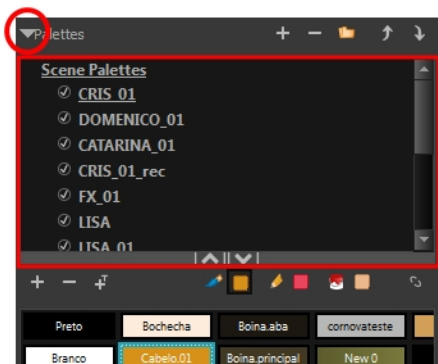 Palettes
Scene Palettes
CRIS_01
DOMENICO_01
CATARINA_01
CRIS_01_rec
FX_01
LISA
LISA_01
Preto Bochecha Boina.aba cornovateste
Branco Cabelo.01 Boina.principal New 0